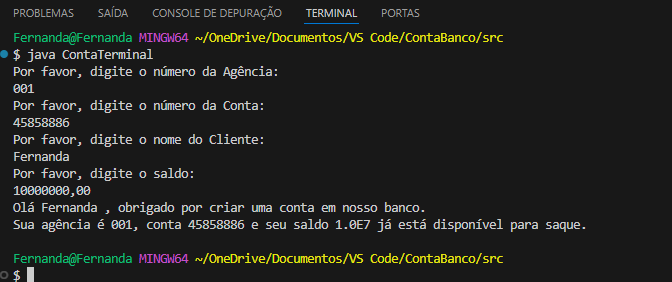 PROBLEMAS SAÍDA CONSOLE DE DEPURAÇÃO TERMINAL PORTAS
Fernanda@Fernanda MINGW64 ~/OneDrive/Documentos/VS Code/ContaBanco/src
$ java ContaTerminal
Por favor, digite o número da Agência:
001
Por favor, digite o número da Conta:
45858886
Por favor, digite o nome do Cliente:
Fernanda
Por favor, digite o saldo:
10000000,00
Olá Fernanda , obrigado por criar uma conta em nosso banco.
Sua agência é 001, conta 45858886 e seu saldo 1.0E7 já está disponível para saque.
Fernanda@Fernanda MINGW64 ~/OneDrive/Documentos/VS Code/ContaBanco/src
$